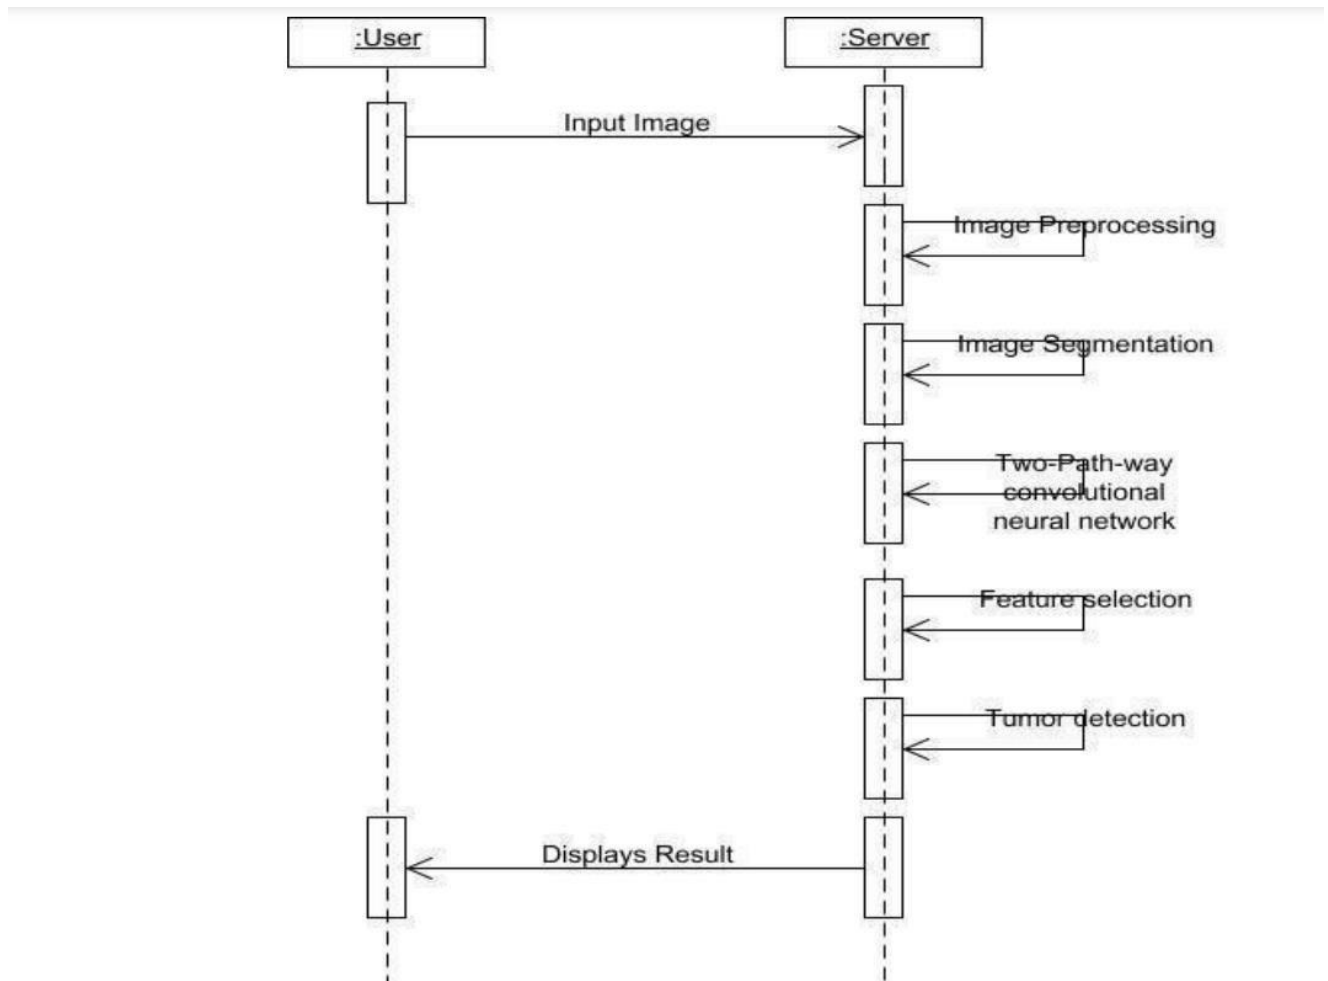 :User
:Server
Input Image
Image Preprocessing
Image Segmentation
Two-Path-way
convolutional
neural network
Feature selection
Tumor detection
Displays Result